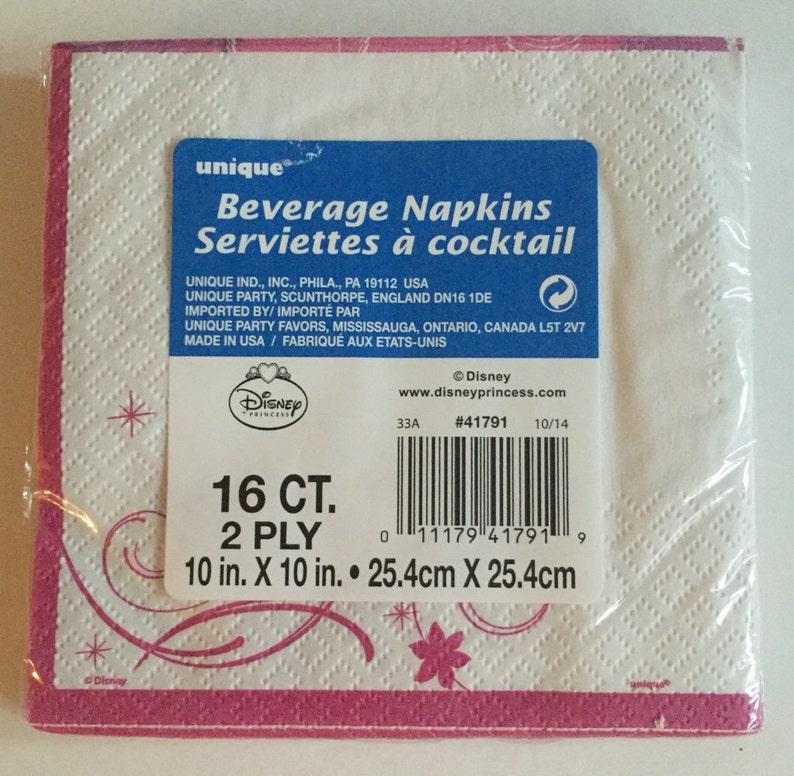 unique®
Beverage Napkins
Serviettes à cocktail
UNIQUE IND., INC., PHILA., PA 19112 USA
UNIQUE PARTY, SCUNTHORPE, ENGLAND DN16 1DE
IMPORTED BY/ IMPORTÉ PAR
UNIQUE PARTY FAVORS, MISSISSAUGA, ONTARIO, CANADA L5T 2V7
MADE IN USA / FABRIQUÉ AUX ETATS-UNIS
DISNEY
PRINCESS
© Disney
www.disneyprincess.com
33A #41791 10/14
0 11179 41791 9
16 CT.
2 PLY
10 in. X 10 in. • 25.4cm X 25.4cm
© Disney
unique®